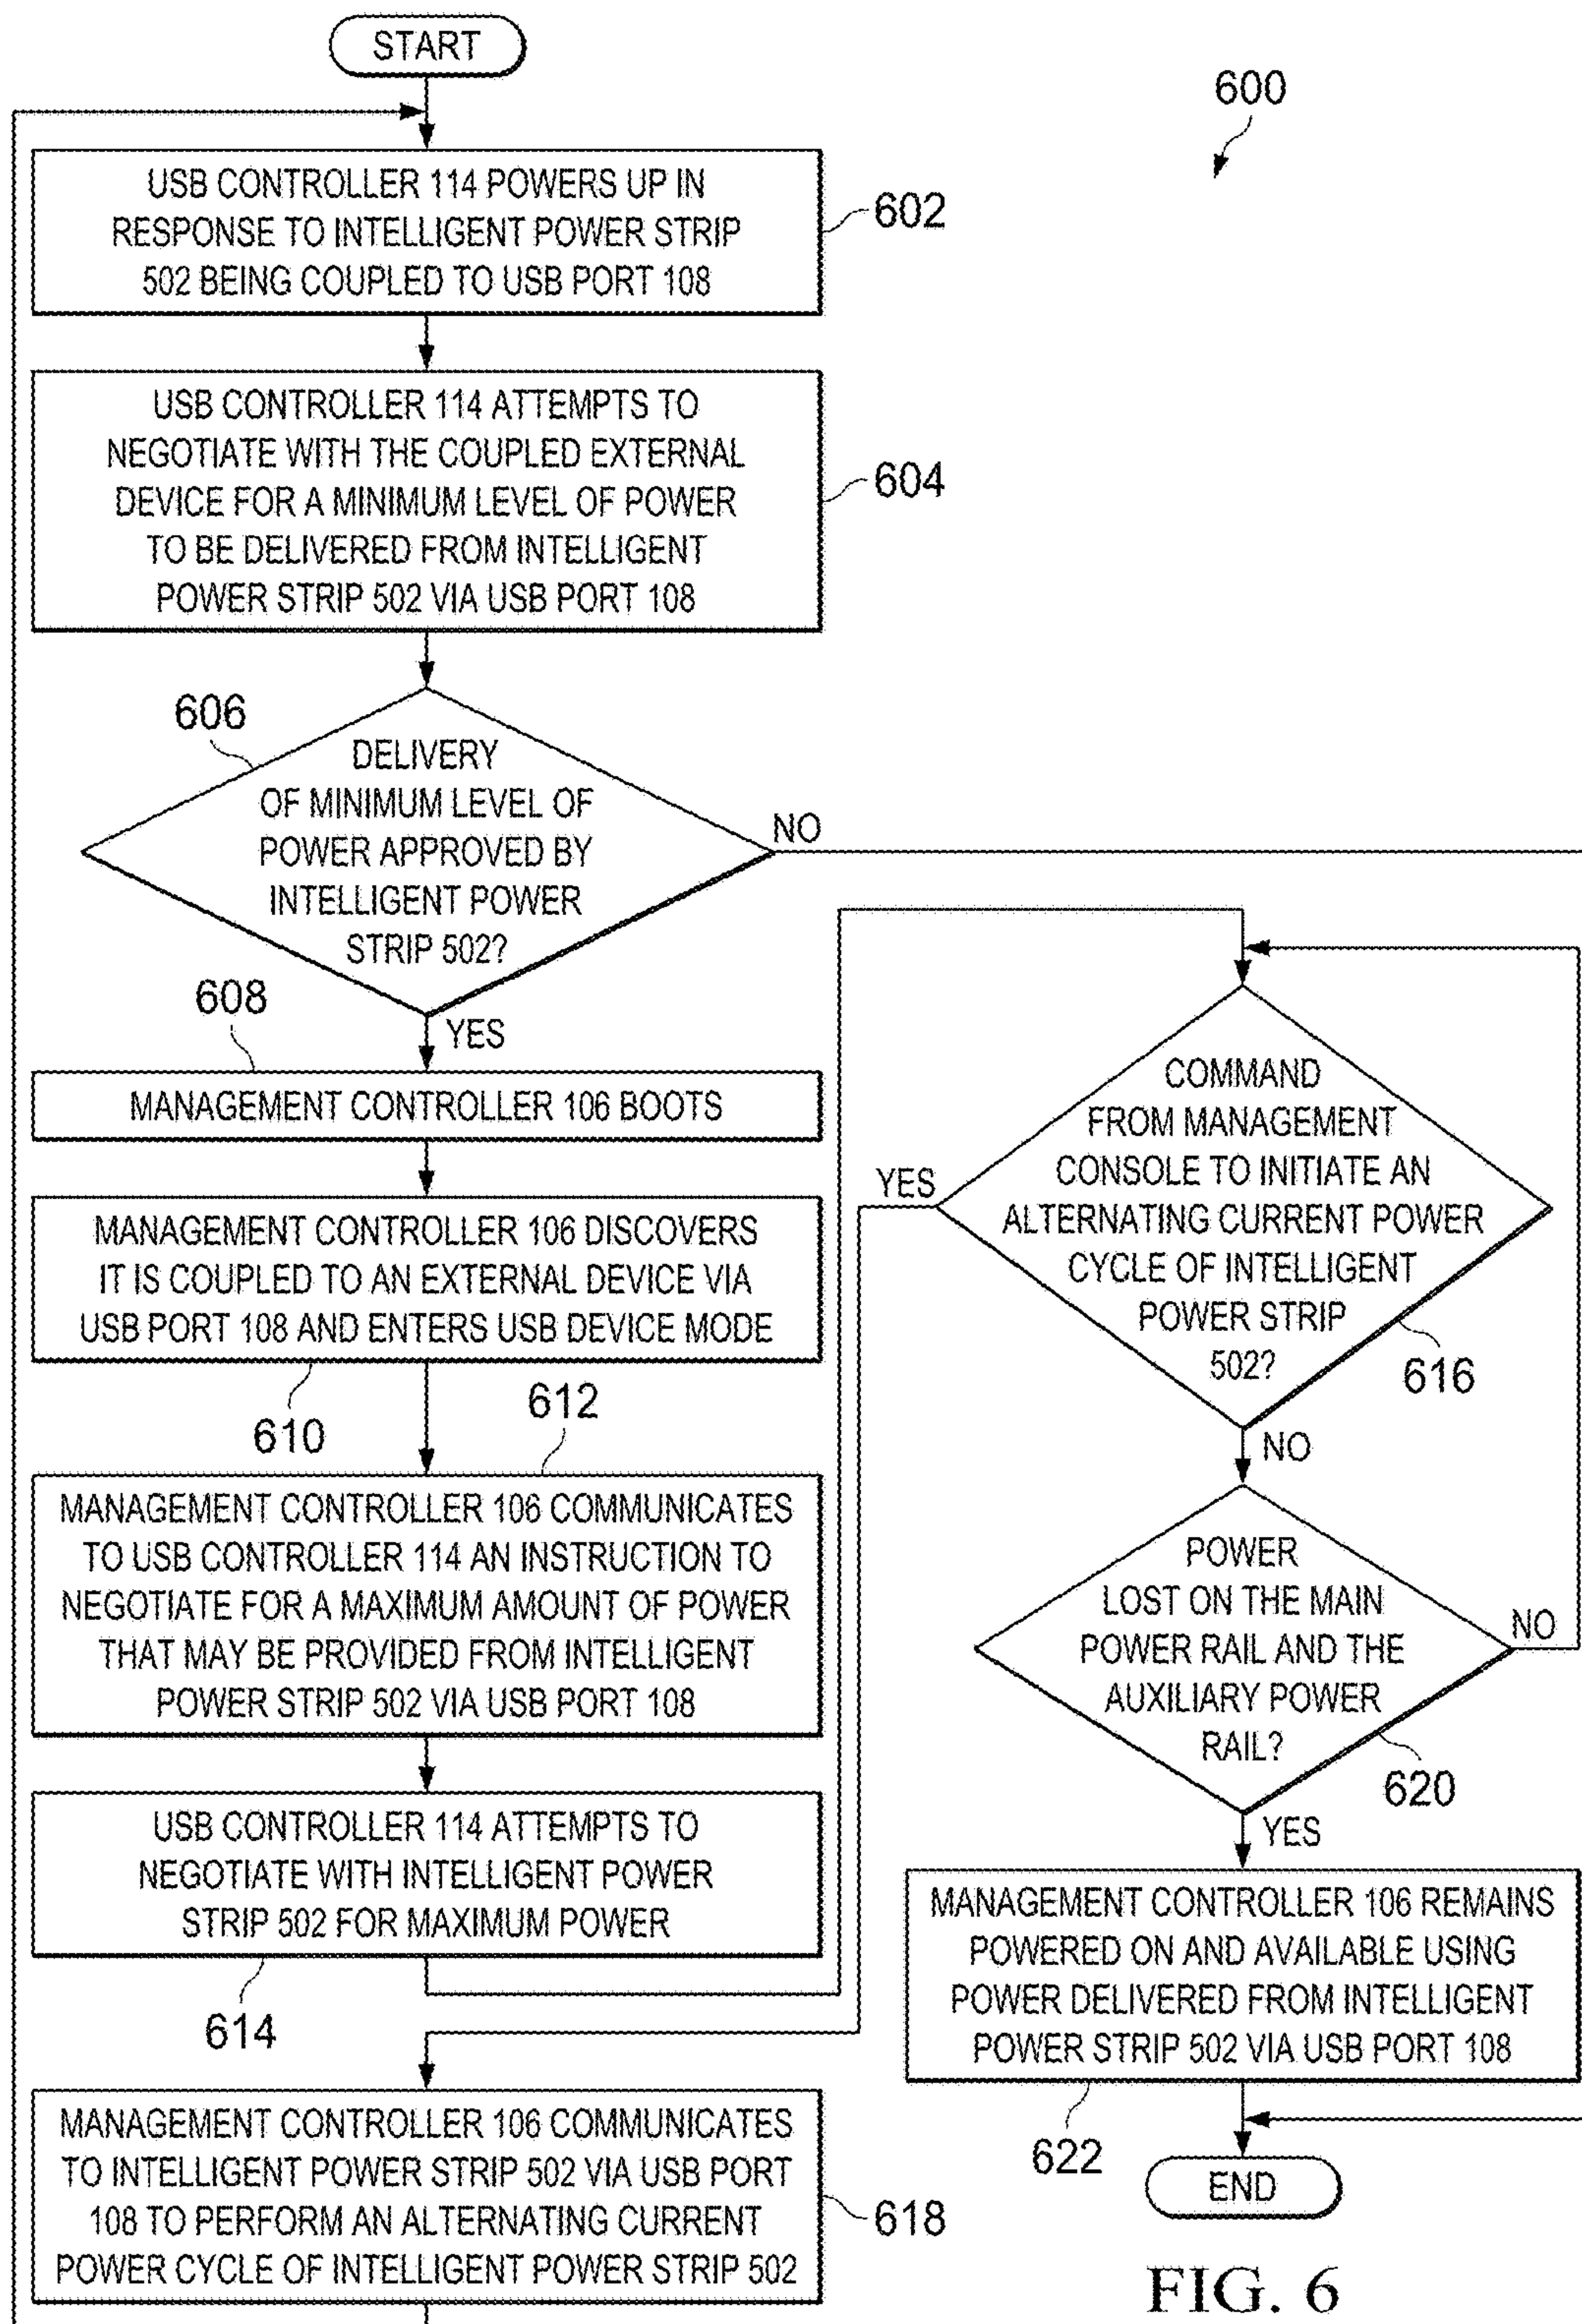 START
600
USB CONTROLLER 114 POWERS UP IN
RESPONSE TO INTELLIGENT POWER STRIP
502 BEING COUPLED TO USB PORT 108
602
USB CONTROLLER 114 ATTEMPTS TO
NEGOTIATE WITH THE COUPLED EXTERNAL
DEVICE FOR A MINIMUM LEVEL OF POWER
TO BE DELIVERED FROM INTELLIGENT
POWER STRIP 502 VIA USB PORT 108
604
606
DELIVERY
OF MINIMUM LEVEL OF
POWER APPROVED BY
INTELLIGENT POWER
STRIP 502?
NO
YES
608
MANAGEMENT CONTROLLER 106 BOOTS
MANAGEMENT CONTROLLER 106 DISCOVERS
IT IS COUPLED TO AN EXTERNAL DEVICE VIA
USB PORT 108 AND ENTERS USB DEVICE MODE
610
612
MANAGEMENT CONTROLLER 106 COMMUNICATES
TO USB CONTROLLER 114 AN INSTRUCTION TO
NEGOTIATE FOR A MAXIMUM AMOUNT OF POWER
THAT MAY BE PROVIDED FROM INTELLIGENT
POWER STRIP 502 VIA USB PORT 108
USB CONTROLLER 114 ATTEMPTS TO
NEGOTIATE WITH INTELLIGENT POWER
STRIP 502 FOR MAXIMUM POWER
614
COMMAND
FROM MANAGEMENT
CONSOLE TO INITIATE AN
ALTERNATING CURRENT POWER
CYCLE OF INTELLIGENT
POWER STRIP
502?
YES
616
NO
MANAGEMENT CONTROLLER 106 COMMUNICATES
TO INTELLIGENT POWER STRIP 502 VIA USB PORT
108 TO PERFORM AN ALTERNATING CURRENT
POWER CYCLE OF INTELLIGENT POWER STRIP 502
618
POWER
LOST ON THE MAIN
POWER RAIL AND THE
AUXILIARY POWER
RAIL?
NO
620
YES
MANAGEMENT CONTROLLER 106 REMAINS
POWERED ON AND AVAILABLE USING
POWER DELIVERED FROM INTELLIGENT
POWER STRIP 502 VIA USB PORT 108
622
END
FIG. 6